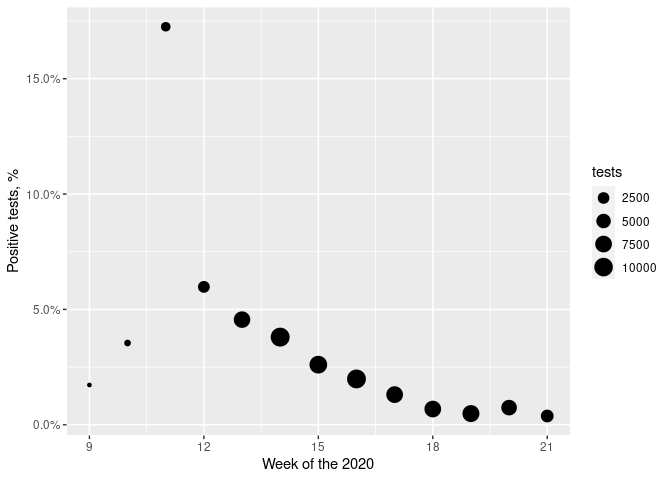 15.0%
10.0%
5.0%
0.0%
Positive tests, %
9 12 15 18 21
Week of the 2020
tests
2500
5000
7500
10000